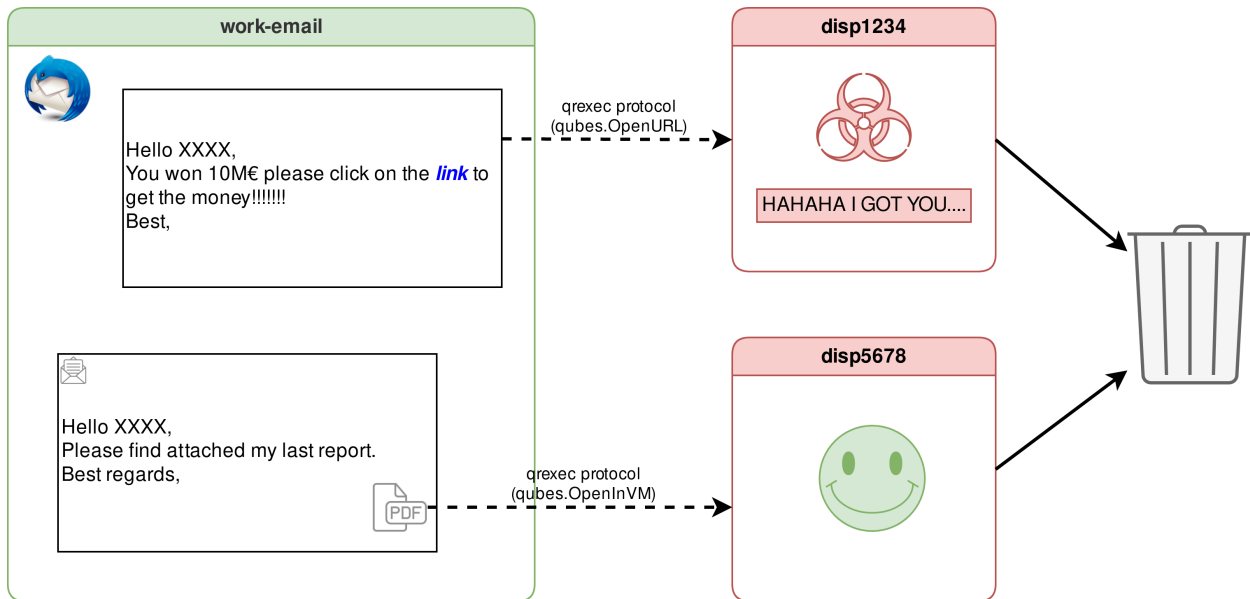 work-email
Hello XXXX,
You won 10M€ please click on the link to
get the money!!!!!!!
Best,
qrexec protocol
(qubes.OpenURL)
disp1234
HAHAHA I GOT YOU....
Hello XXXX,
Please find attached my last report.
Best regards,
PDF
qrexec protocol
(qubes.OpenInVM)
disp5678